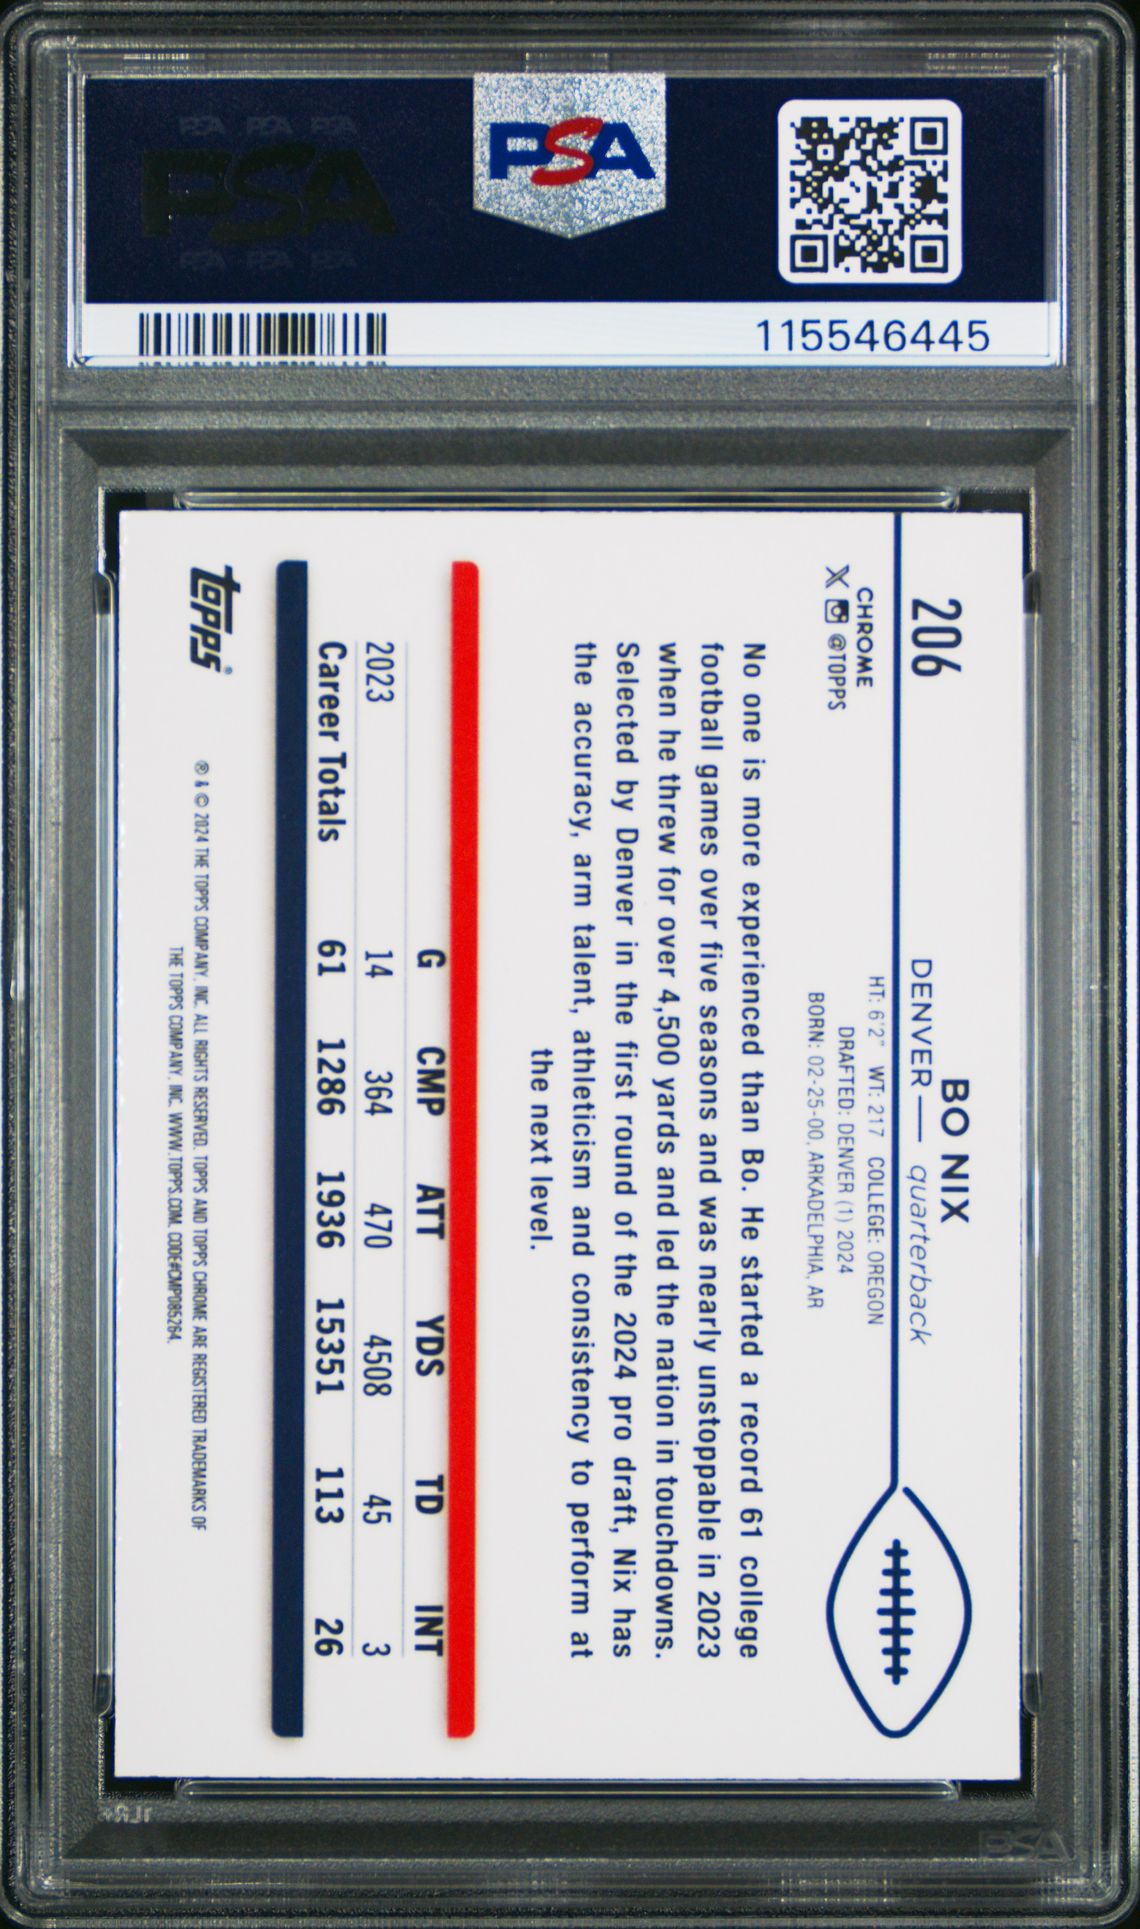 PSA
PSA
115546445
206
BO NIX
DENVER — quarterback
CHROME
X @TOPPS
HT: 6'2" WT: 217 COLLEGE: OREGON
DRAFTED: DENVER (1) 2024
BORN: 02-25-00, ARKADELPHIA, AR
No one is more experienced than Bo. He started a record 61 college
football games over five seasons and was nearly unstoppable in 2023
when he threw for over 4,500 yards and led the nation in touchdowns.
Selected by Denver in the first round of the 2024 pro draft, Nix has
the accuracy, arm talent, athleticism and consistency to perform at
the next level.
G CMP ATT YDS TD INT
2023 14 364 470 4508 45 3
Career Totals 61 1286 1936 15351 113 26
topps®
® & © 2024 THE TOPPS COMPANY, INC. ALL RIGHTS RESERVED. TOPPS AND TOPPS CHROME ARE REGISTERED TRADEMARKS OF
THE TOPPS COMPANY, INC. WWW.TOPPS.COM. CODE#CMP085264.
PSA